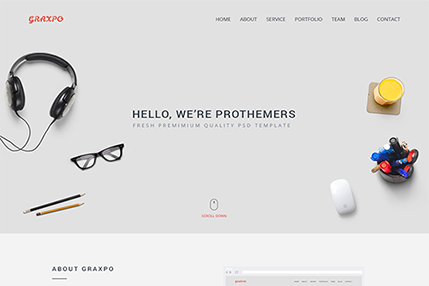 GRAXPO
HOME ABOUT SERVICE PORTFOLIO TEAM BLOG CONTACT
HELLO, WE'RE PROTHEMERS
FRESH PREMIMIUM QUALITY PSD TEMPLATE
SCROLL DOWN
ABOUT GRAXPO